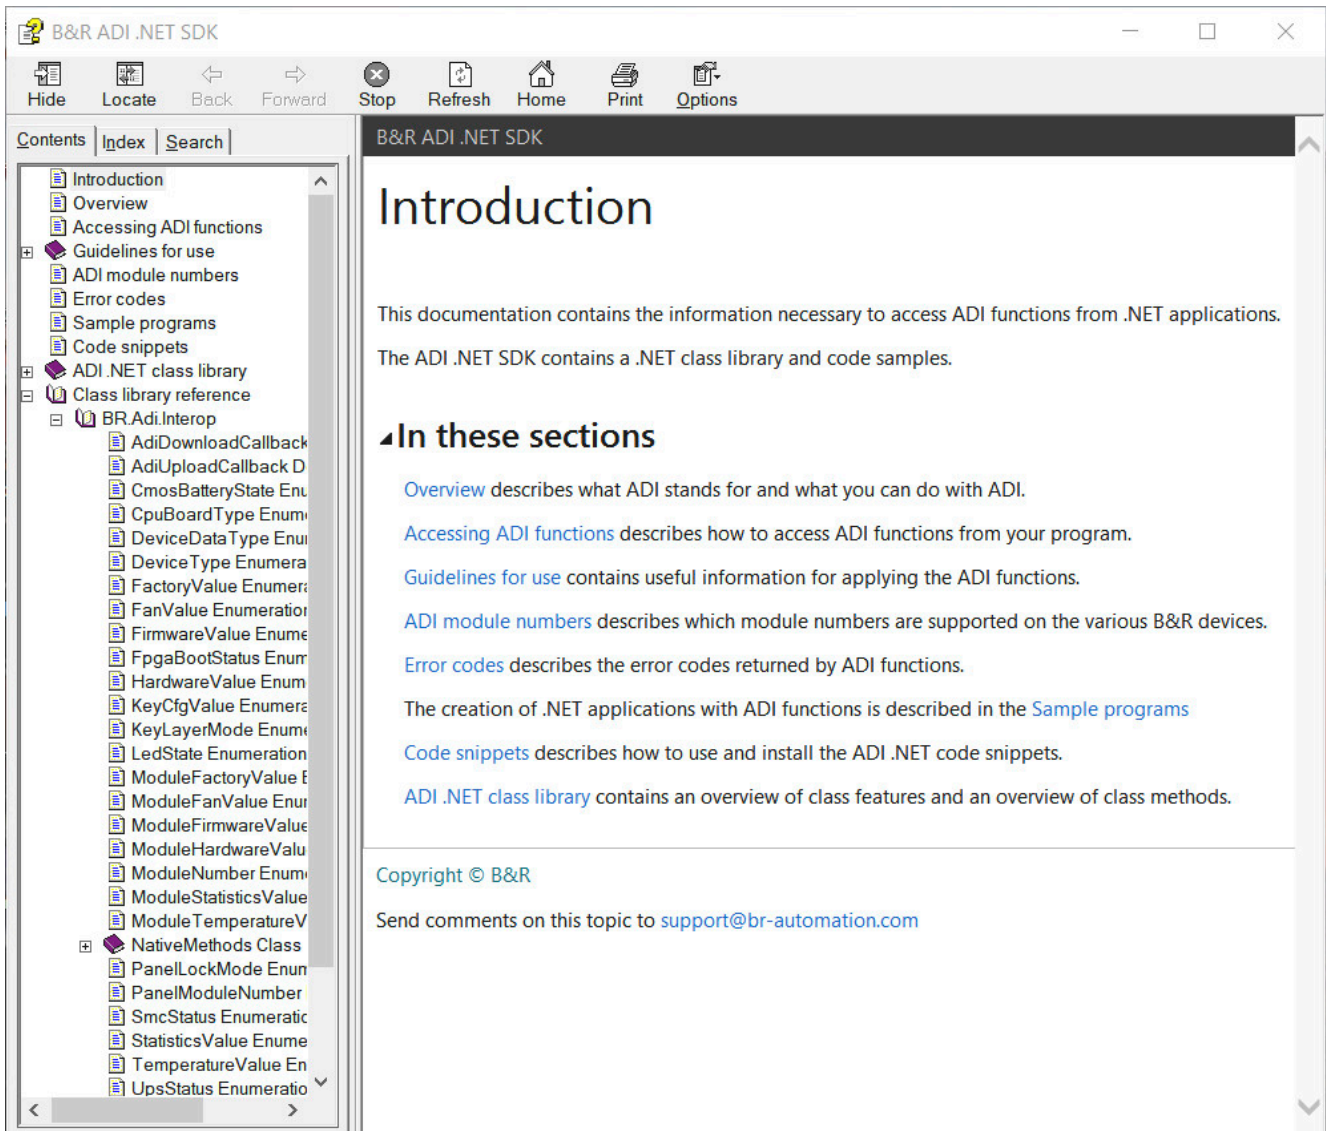 B&R ADI .NET SDK
Hide Locate Back Forward Stop Refresh Home Print Options
Contents Index Search
Introduction
Overview
Accessing ADI functions
Guidelines for use
ADI module numbers
Error codes
Sample programs
Code snippets
ADI .NET class library
Class library reference
BR.Adi.Interop
AdiDownloadCallback
AdiUploadCallback D
CmosBatteryState Enu
CpuBoardType Enum
DeviceDataType Enu
DeviceType Enumera
FactoryValue Enumer
FanValue Enumeration
FirmwareValue Enume
FpgaBootStatus Enum
HardwareValue Enum
KeyCfgValue Enumera
KeyLayerMode Enum
LedState Enumeration
ModuleFactoryValue E
ModuleFanValue Enu
ModuleFirmwareValue
ModuleHardwareValu
ModuleNumber Enum
ModuleStatisticsValue
ModuleTemperatureV
NativeMethods Class
PanelLockMode Enum
PanelModuleNumber
SmcStatus Enumeratio
StatisticsValue Enume
TemperatureValue En
UpsStatus Enumeratio
B&R ADI .NET SDK
Introduction
This documentation contains the information necessary to access ADI functions from .NET applications.
The ADI .NET SDK contains a .NET class library and code samples.
In these sections
Overview describes what ADI stands for and what you can do with ADI.
Accessing ADI functions describes how to access ADI functions from your program.
Guidelines for use contains useful information for applying the ADI functions.
ADI module numbers describes which module numbers are supported on the various B&R devices.
Error codes describes the error codes returned by ADI functions.
The creation of .NET applications with ADI functions is described in the Sample programs
Code snippets describes how to use and install the ADI .NET code snippets.
ADI .NET class library contains an overview of class features and an overview of class methods.
Copyright © B&R
Send comments on this topic to support@br-automation.com